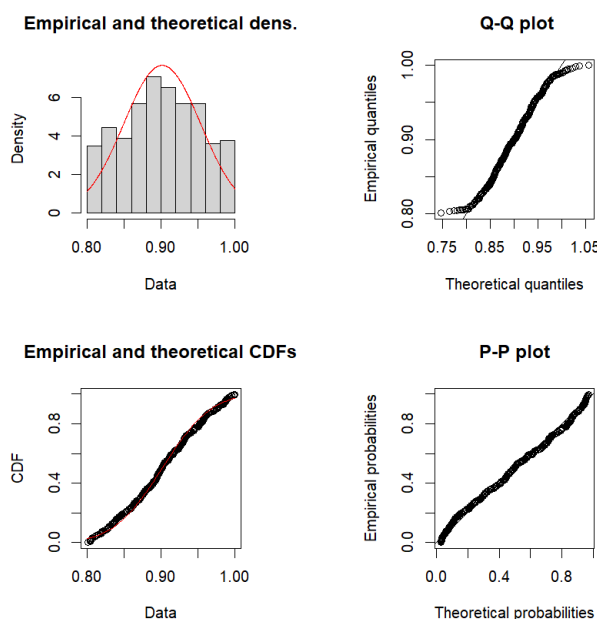 Empirical and theoretical dens.
Density
0 2 4 6
0.80 0.90 1.00
Data
Q-Q plot
Empirical quantiles
0.80 0.90 1.00
0.75 0.85 0.95 1.05
Theoretical quantiles
Empirical and theoretical CDFs
CDF
0.0 0.4 0.8
0.80 0.90 1.00
Data
P-P plot
Empirical probabilities
0.0 0.4 0.8
0.0 0.4 0.8
Theoretical probabilities